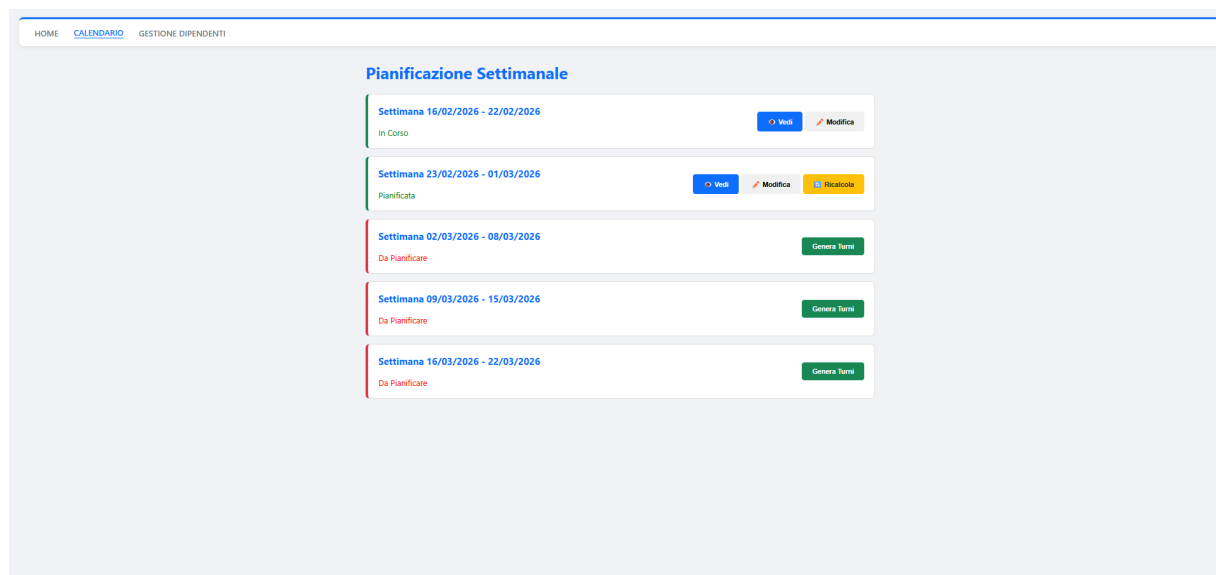 HOME CALENDARIO GESTIONE DIPENDENTI
Pianificazione Settimanale
Settimana 16/02/2026 - 22/02/2026
In Corso
Vedi Modifica
Settimana 23/02/2026 - 01/03/2026
Pianificata
Vedi Modifica Ricalcola
Settimana 02/03/2026 - 08/03/2026
Da Pianificare
Genera Turni
Settimana 09/03/2026 - 15/03/2026
Da Pianificare
Genera Turni
Settimana 16/03/2026 - 22/03/2026
Da Pianificare
Genera Turni